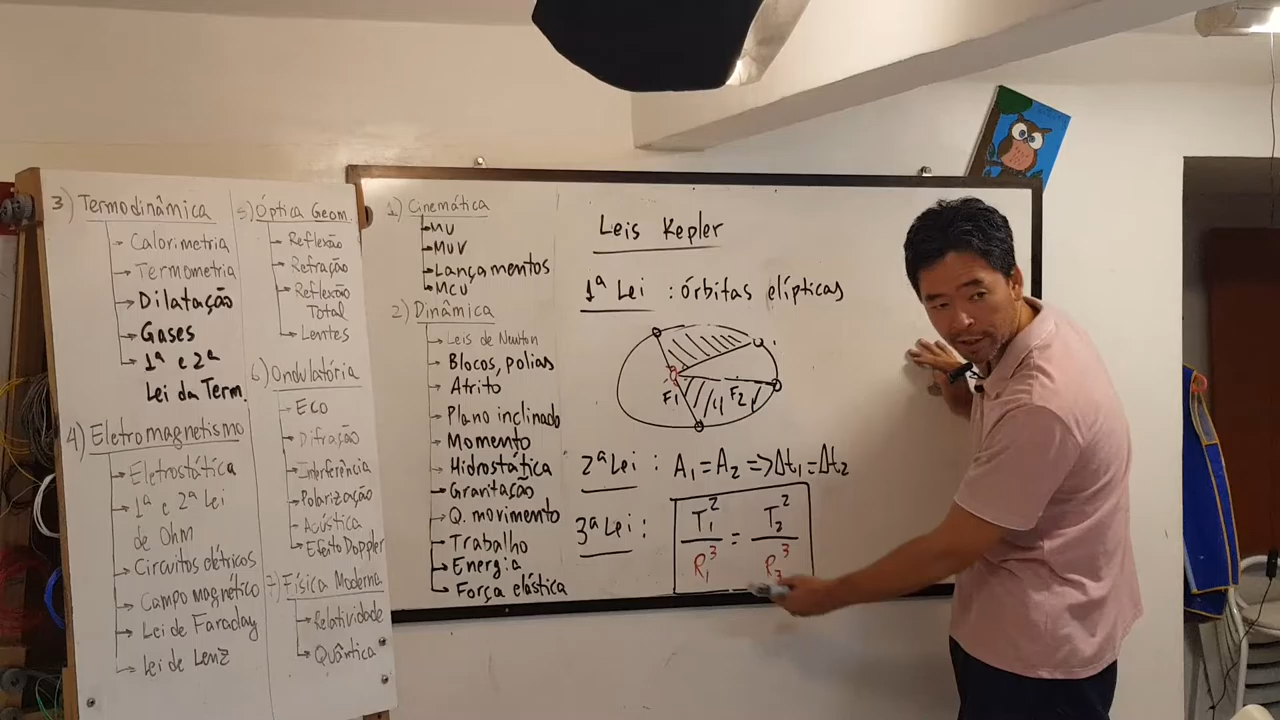 3) Termodinâmica
Calorimetria
Termometria
Dilatação
Gases
1ª e 2ª
Lei da Term.
4) Eletromagnetismo
Eletrostática
1ª e 2ª Lei
de Ohm
Circuitos elétricos
Campo magnético
Lei de Faraday
Lei de Lenz
5) Óptica Geom.
Reflexão
Refração
Reflexão
Total
Lentes
6) Ondulatória
Eco
Difração
Interferência
Polarização
Acústica
Efeito Doppler
7) Física Moderna
Relatividade
Quântica
1) Cinemática
MU
MUV
Lançamentos
MCU
2) Dinâmica
Leis de Newton
Blocos, polias
Atrito
Plano inclinado
Momento
Hidrostática
Gravitação
Q. movimento
Trabalho
Energia
Força elástica
Leis Kepler
1ª Lei : órbitas elípticas
F1 F2
2ª Lei : A₁ = A₂ => Δt₁ = Δt₂
3ª Lei : T₁²/R₁³ = T₂²/R₂³